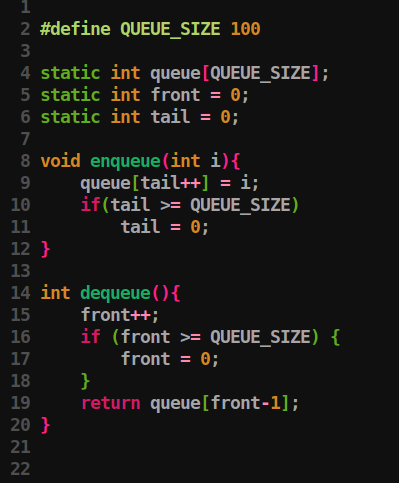 1
2 #define QUEUE_SIZE 100
3
4 static int queue[QUEUE_SIZE];
5 static int front = 0;
6 static int tail = 0;
7
8 void enqueue(int i){
9     queue[tail++] = i;
10     if(tail >= QUEUE_SIZE)
11         tail = 0;
12 }
13
14 int dequeue(){
15     front++;
16     if (front >= QUEUE_SIZE) {
17         front = 0;
18     }
19     return queue[front-1];
20 }
21
22